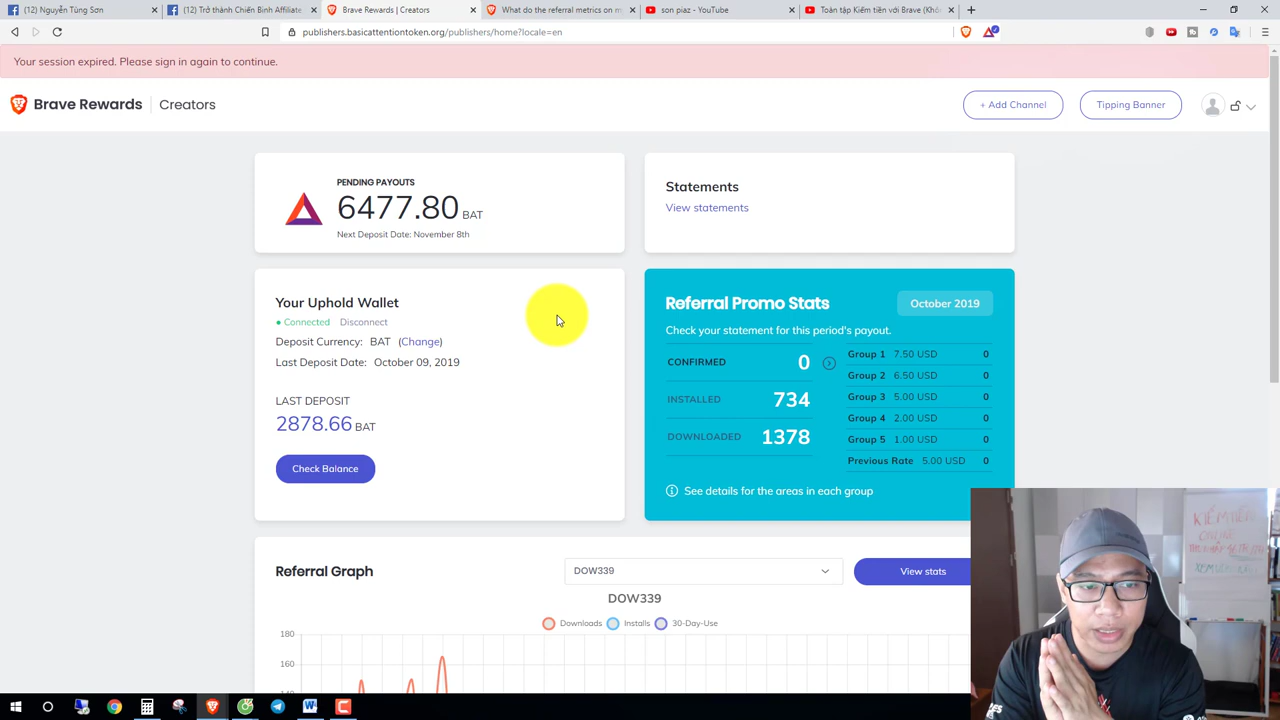 (12) Nguyễn Tùng Sơn
(12) Trở thành Chiến Binh Affiliate
Brave Rewards | Creators
What do the referral metrics on m
son piaz - YouTube
Toàn tập Kiếm tiền với Brave (Khôn
publishers.basicattentiontoken.org/publishers/home?locale=en
Your session expired. Please sign in again to continue.
Brave Rewards | Creators
+ Add Channel
Tipping Banner
PENDING PAYOUTS
6477.80 BAT
Next Deposit Date: November 8th
Statements
View statements
Your Uphold Wallet
Connected Disconnect
Deposit Currency: BAT (Change)
Last Deposit Date: October 09, 2019
LAST DEPOSIT
2878.66 BAT
Check Balance
Referral Promo Stats
October 2019
Check your statement for this period's payout.
CONFIRMED 0
INSTALLED 734
DOWNLOADED 1378
Group 1 7.50 USD 0
Group 2 6.50 USD 0
Group 3 5.00 USD 0
Group 4 2.00 USD 0
Group 5 1.00 USD 0
Previous Rate 5.00 USD 0
See details for the areas in each group
Referral Graph
DOW339
View stats
DOW339
Downloads Installs 30-Day-Use
180
160
KIẾM TIỀN